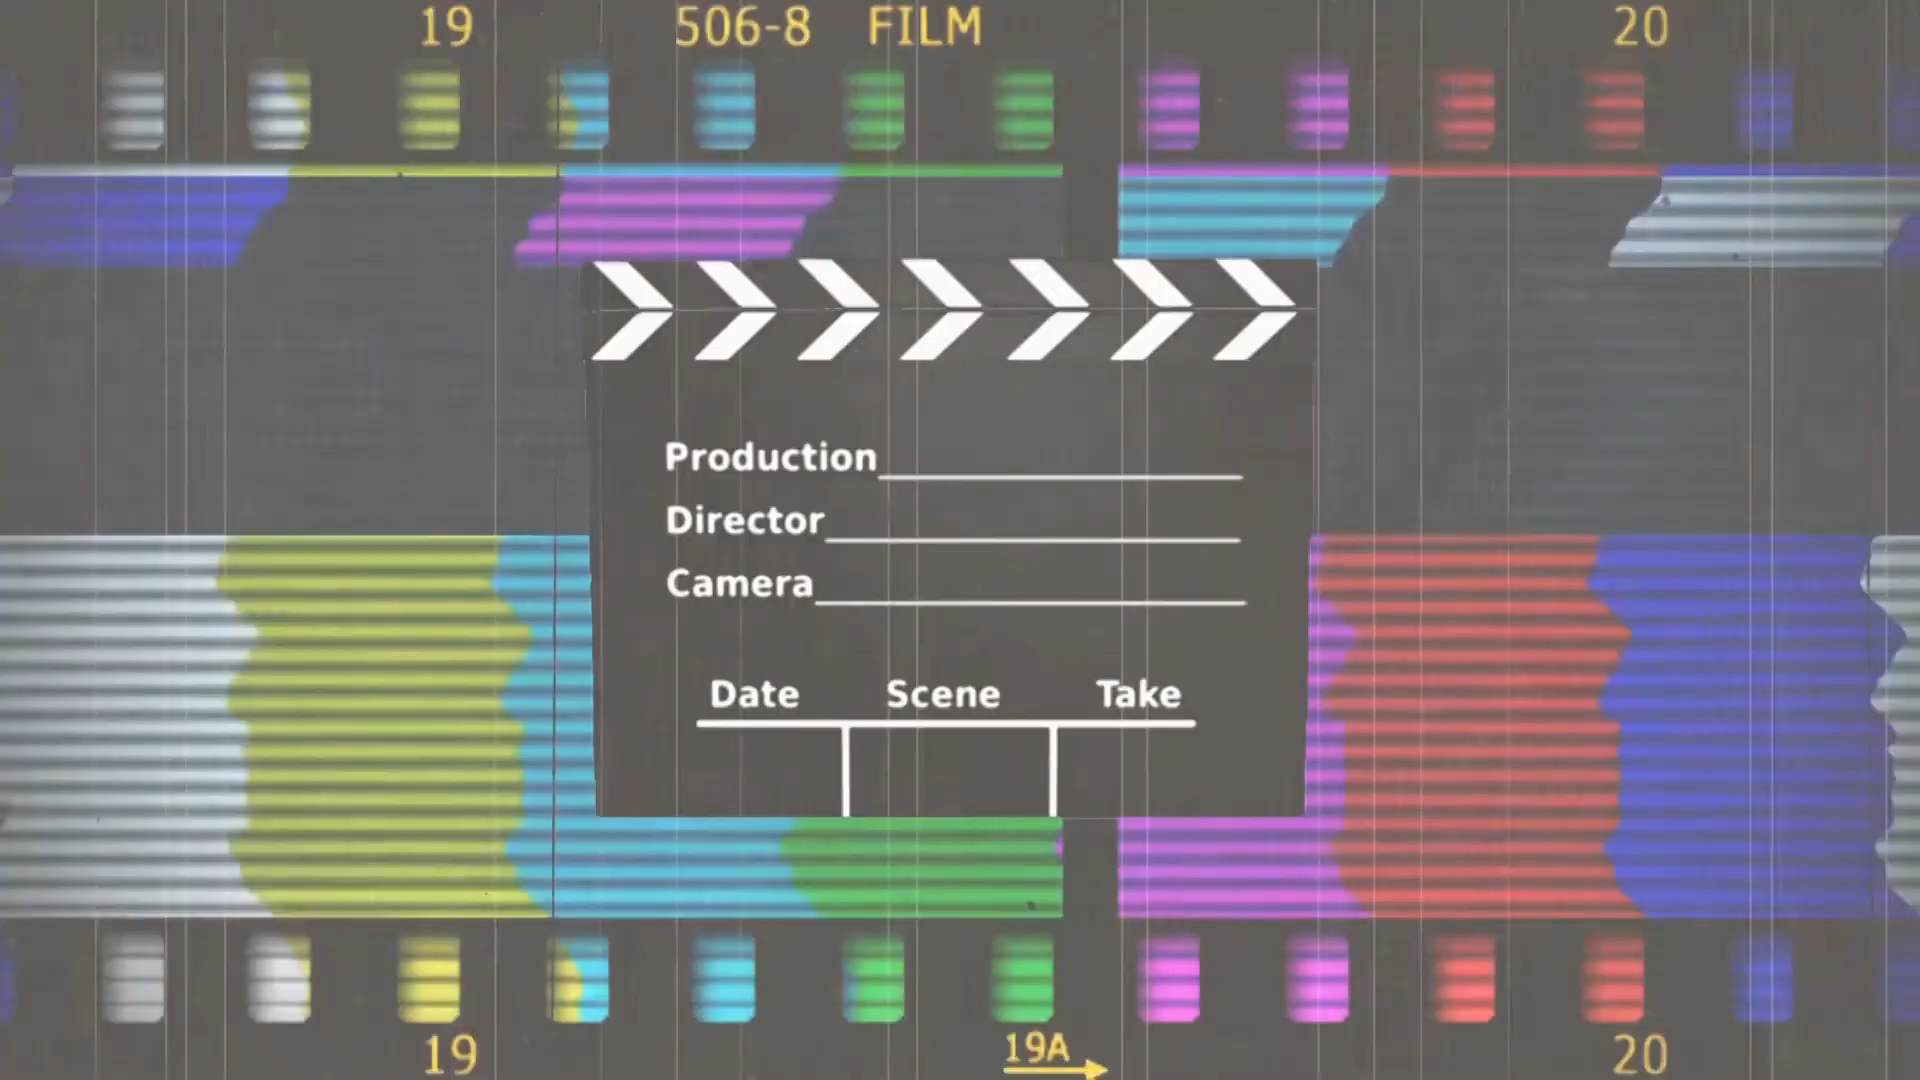 19 506-8 FILM 20
Production
Director
Camera
Date Scene Take
19 19A 20